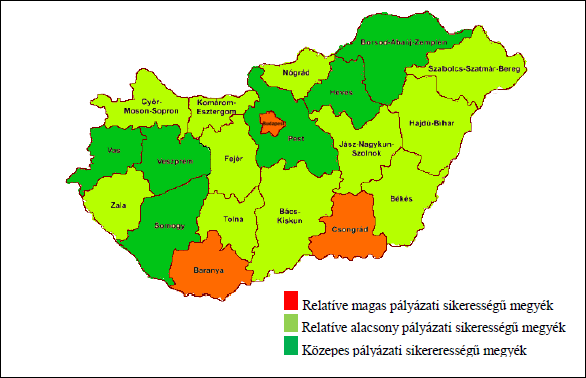 Borsod-Abauj-Zemplén
Szabolcs-Szatmár-Bereg
Nógrád
Heves
Győr-
Moson-Sopron
Komárom-
Esztergom
Hajdú-Bihar
Pest
Jász-Nagykun-
Szolnok
Vas
Veszprém
Fejér
Zala
Somogy
Tolna
Bács-
Kiskun
Békés
Csongrád
Baranya
Relatíve magas pályázati sikerességű megyék
Relatíve alacsony pályázati sikerességű megyék
Közepes pályázati sikererességű megyék